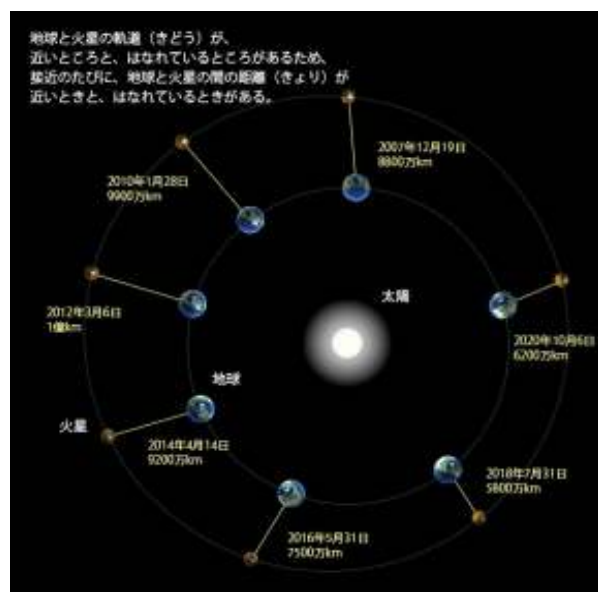 地球と火星の軌道（きどう）が、
近いところと、はなれているところがあるため、
接近のたびに、地球と火星の間の距離（きょり）が
近いときと、はなれているときがある。
2007年12月19日
8800万km
2010年1月28日
9900万km
太陽
2012年3月6日
1億km
2020年10月6日
6200万km
地球
火星
2014年4月14日
9200万km
2018年7月31日
5800万km
2016年5月31日
7500万km